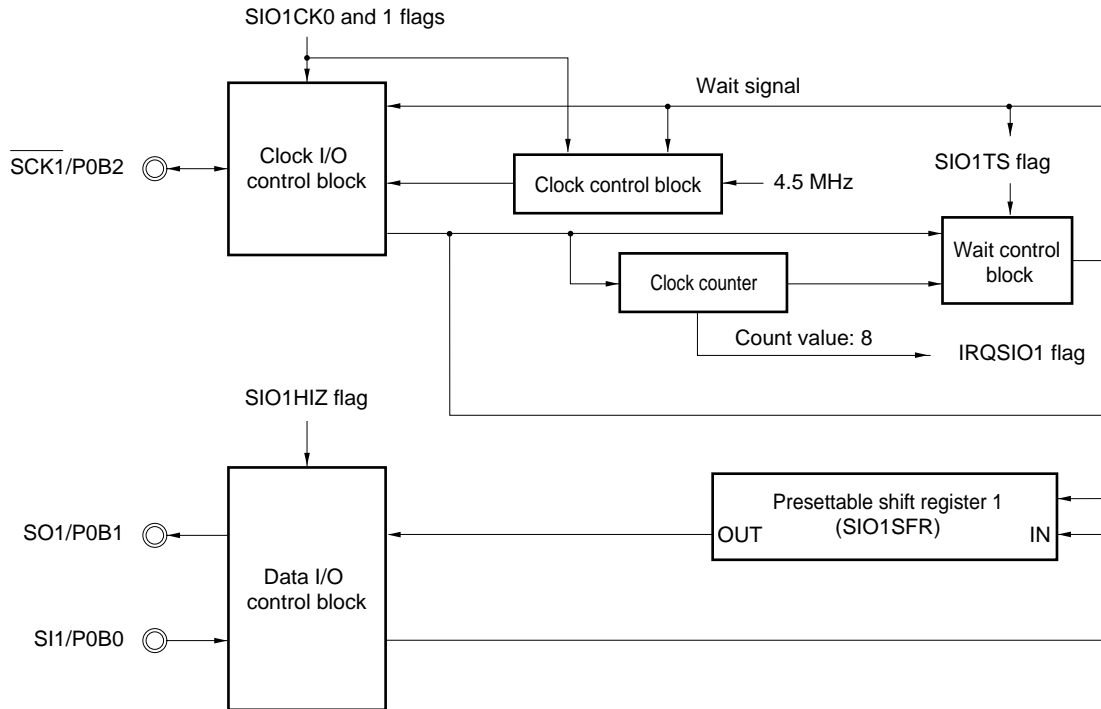 SIO1CK0 and 1 flags
Wait signal
S̅C̅K̅1̅/P0B2
Clock I/O
control block
Clock control block
4.5 MHz
SIO1TS flag
Wait control
block
Clock counter
Count value: 8
IRQSIO1 flag
SIO1HIZ flag
SO1/P0B1
SI1/P0B0
Data I/O
control block
Presettable shift register 1
(SIO1SFR)
OUT
IN